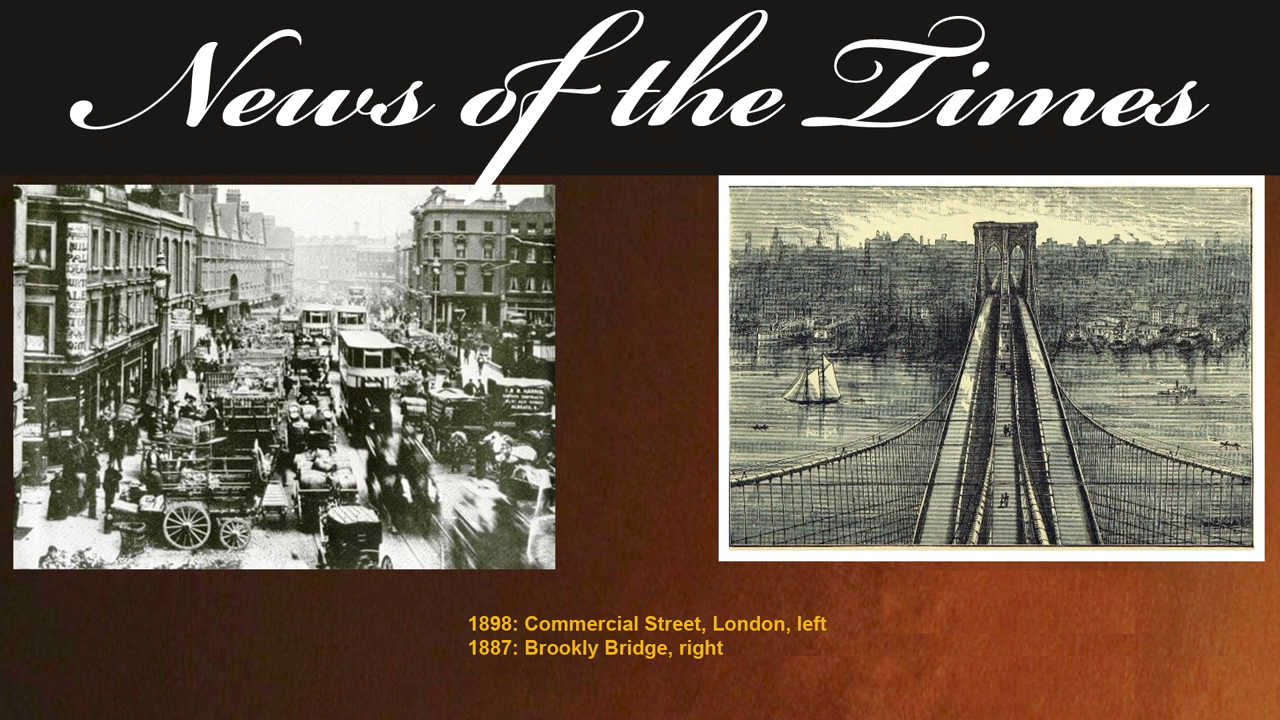 News of the Times
1898: Commercial Street, London, left
1887: Brookly Bridge, right